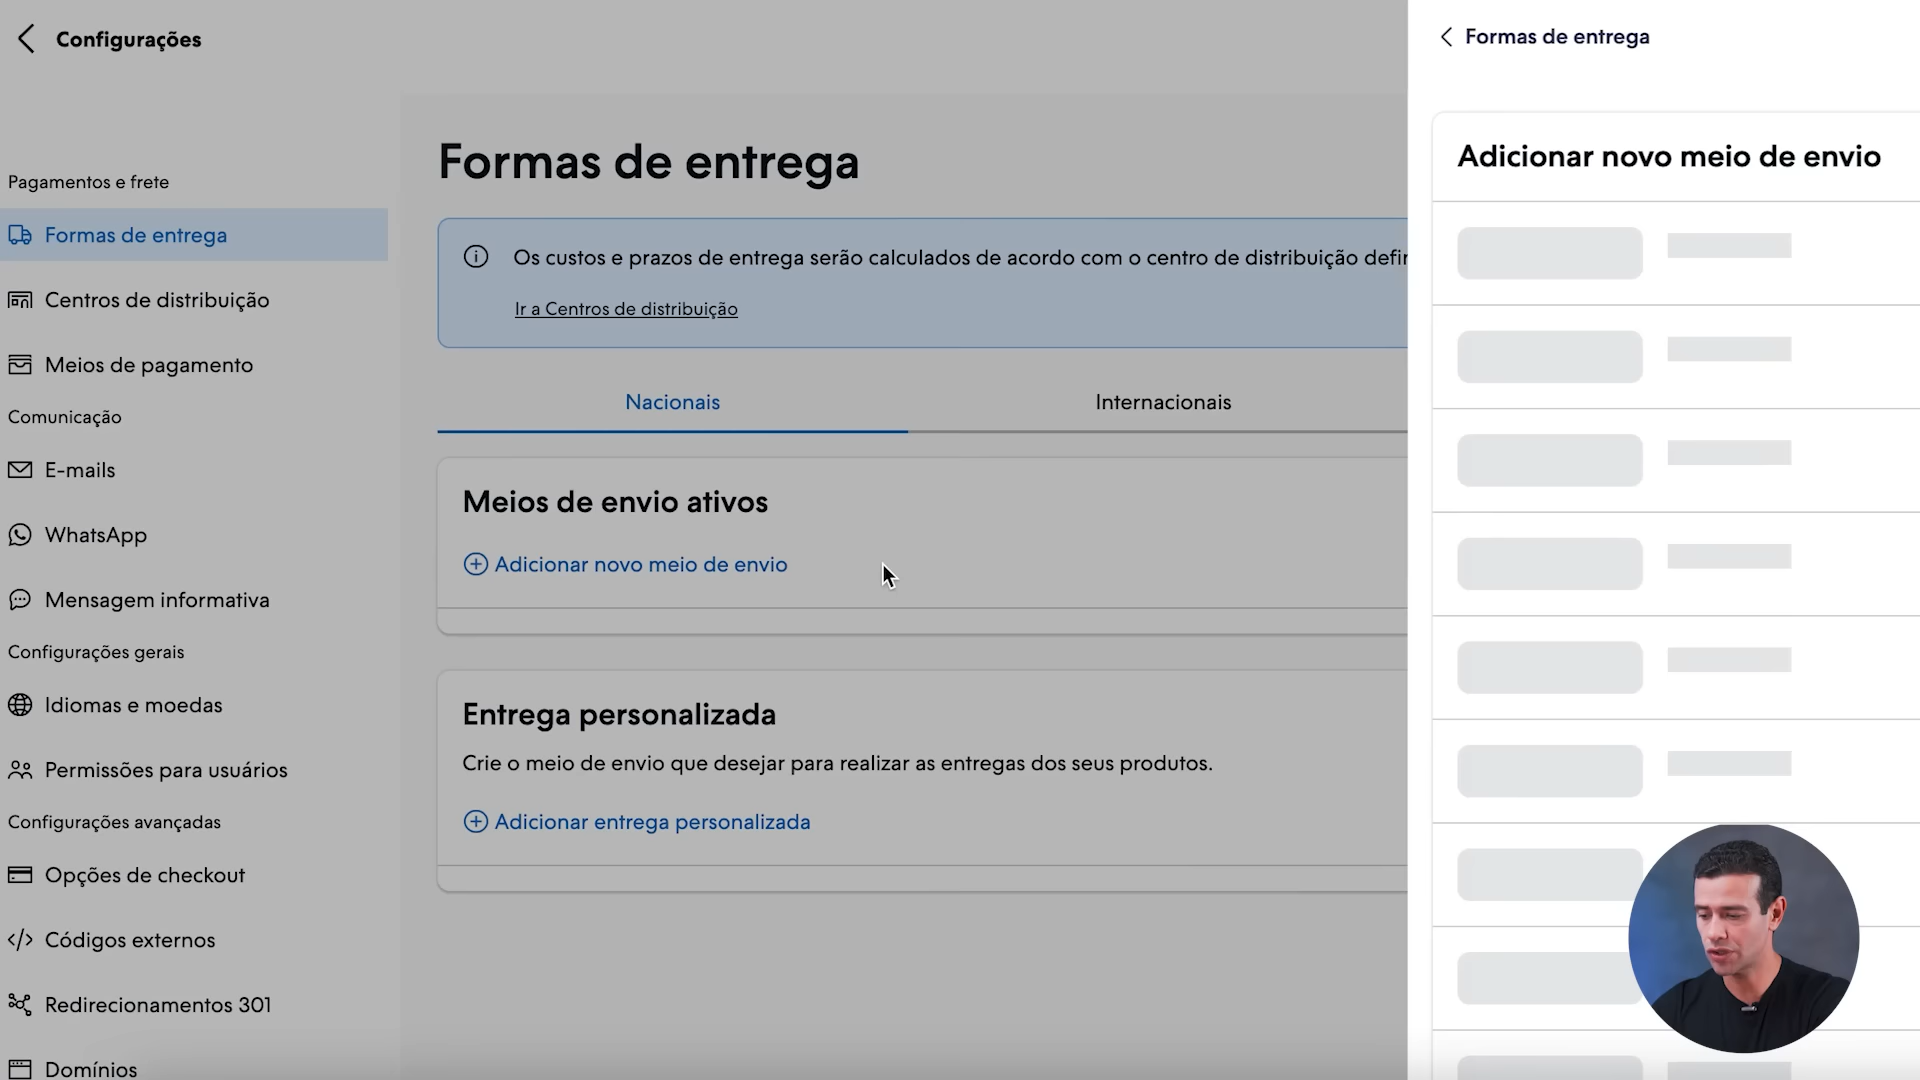 Configurações
Pagamentos e frete
Formas de entrega
Centros de distribuição
Meios de pagamento
Comunicação
E-mails
WhatsApp
Mensagem informativa
Configurações gerais
Idiomas e moedas
Permissões para usuários
Configurações avançadas
Opções de checkout
Códigos externos
Redirecionamentos 301
Domínios
Formas de entrega
Os custos e prazos de entrega serão calculados de acordo com o centro de distribuição defin
Ir a Centros de distribuição
Nacionais
Internacionais
Meios de envio ativos
Adicionar novo meio de envio
Entrega personalizada
Crie o meio de envio que desejar para realizar as entregas dos seus produtos.
Adicionar entrega personalizada
Formas de entrega
Adicionar novo meio de envio